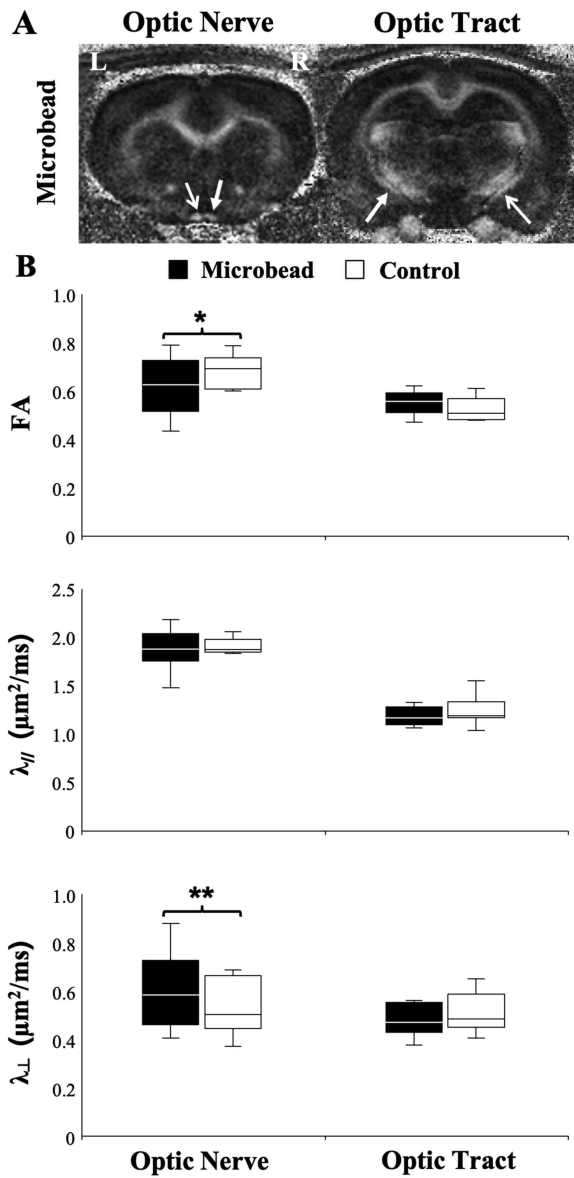 A
Optic Nerve
Optic Tract
Microbead
L
R
B
Microbead
Control
FA
1.0
0.8
0.6
0.4
0.2
0
*
λ// (µm²/ms)
2.5
2.0
1.5
1.0
0.5
0
λ⊥ (µm²/ms)
1.0
0.8
0.6
0.4
0.2
0
**
Optic Nerve
Optic Tract